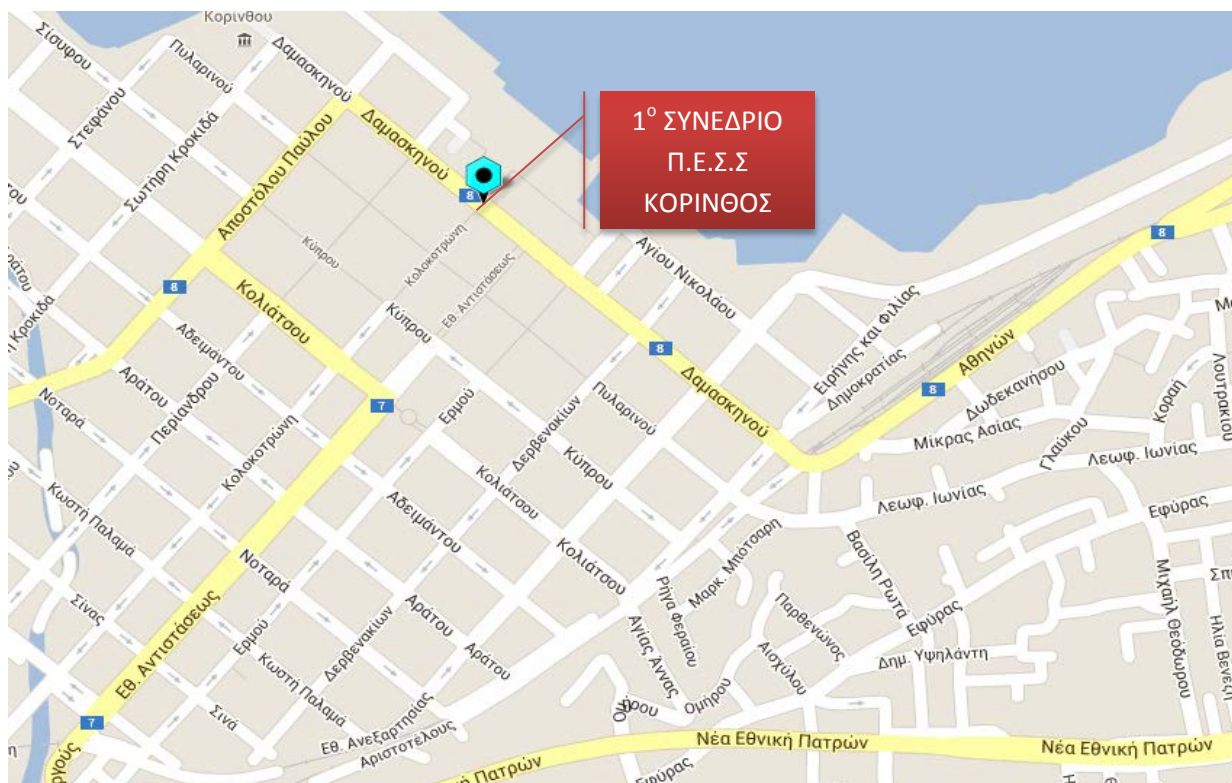 Κορίνθου
Σίσυφου
Πυλαρινού
Δαμασκηνού
Στεφάνου
Σωτήρη Κροκιδά
Αποστόλου Παύλου
Δαμασκηνού
1ο ΣΥΝΕΔΡΙΟ
Π.Ε.Σ.Σ
ΚΟΡΙΝΘΟΣ
8
Κύπρου
Κολοκοτρώνη
Εθ. Αντιστάσεως
Αγίου Νικολάου
8
8
Κολιάτσου
Κύπρου
Αδειμάντου
Κροκιδά
Ειρήνης και Φιλίας
Δημοκρατίας
Αθηνών
8
8
Δαμασκηνού
Λουτρακίου
Δωδεκανήσου
Κοραή
Αράτου
Νοταρά
Περιάνδρου
7
Ερμού
Πυλαρινού
Δερβενακίων
Κολοκοτρώνη
Κύπρου
Μίκρας Ασίας
Γλαύκου
Λεωφ. Ιωνίας
Λεωφ. Ιωνίας
Κωστή Παλαμά
Αδειμάντου
Κολιάτσου
Κολιάτσου
Εφύρας
Βασίλη Ρώτα
Μαρκ. Μπότσαρη
Ρήγα Φεραίου
Νοταρά
Σίνας
Αράτου
Αράτου
Παρθενώνος
Εφύρας
Μιχαήλ Θεόδωρου
Ηλία Βενέζη
Εθ. Αντιστάσεως
Ερμού
Δερβενακίων
Αγίας Άννας
Αισχύλου
Δημ. Υψηλάντη
Κωστή Παλαμά
Σινά
Ομήρου
7
Εθ. Ανεξαρτησίας
Αριστοτέλους
Νέα Εθνική Πατρών
Νέα Εθνική Πατρών
Πατρών
Εφύρας